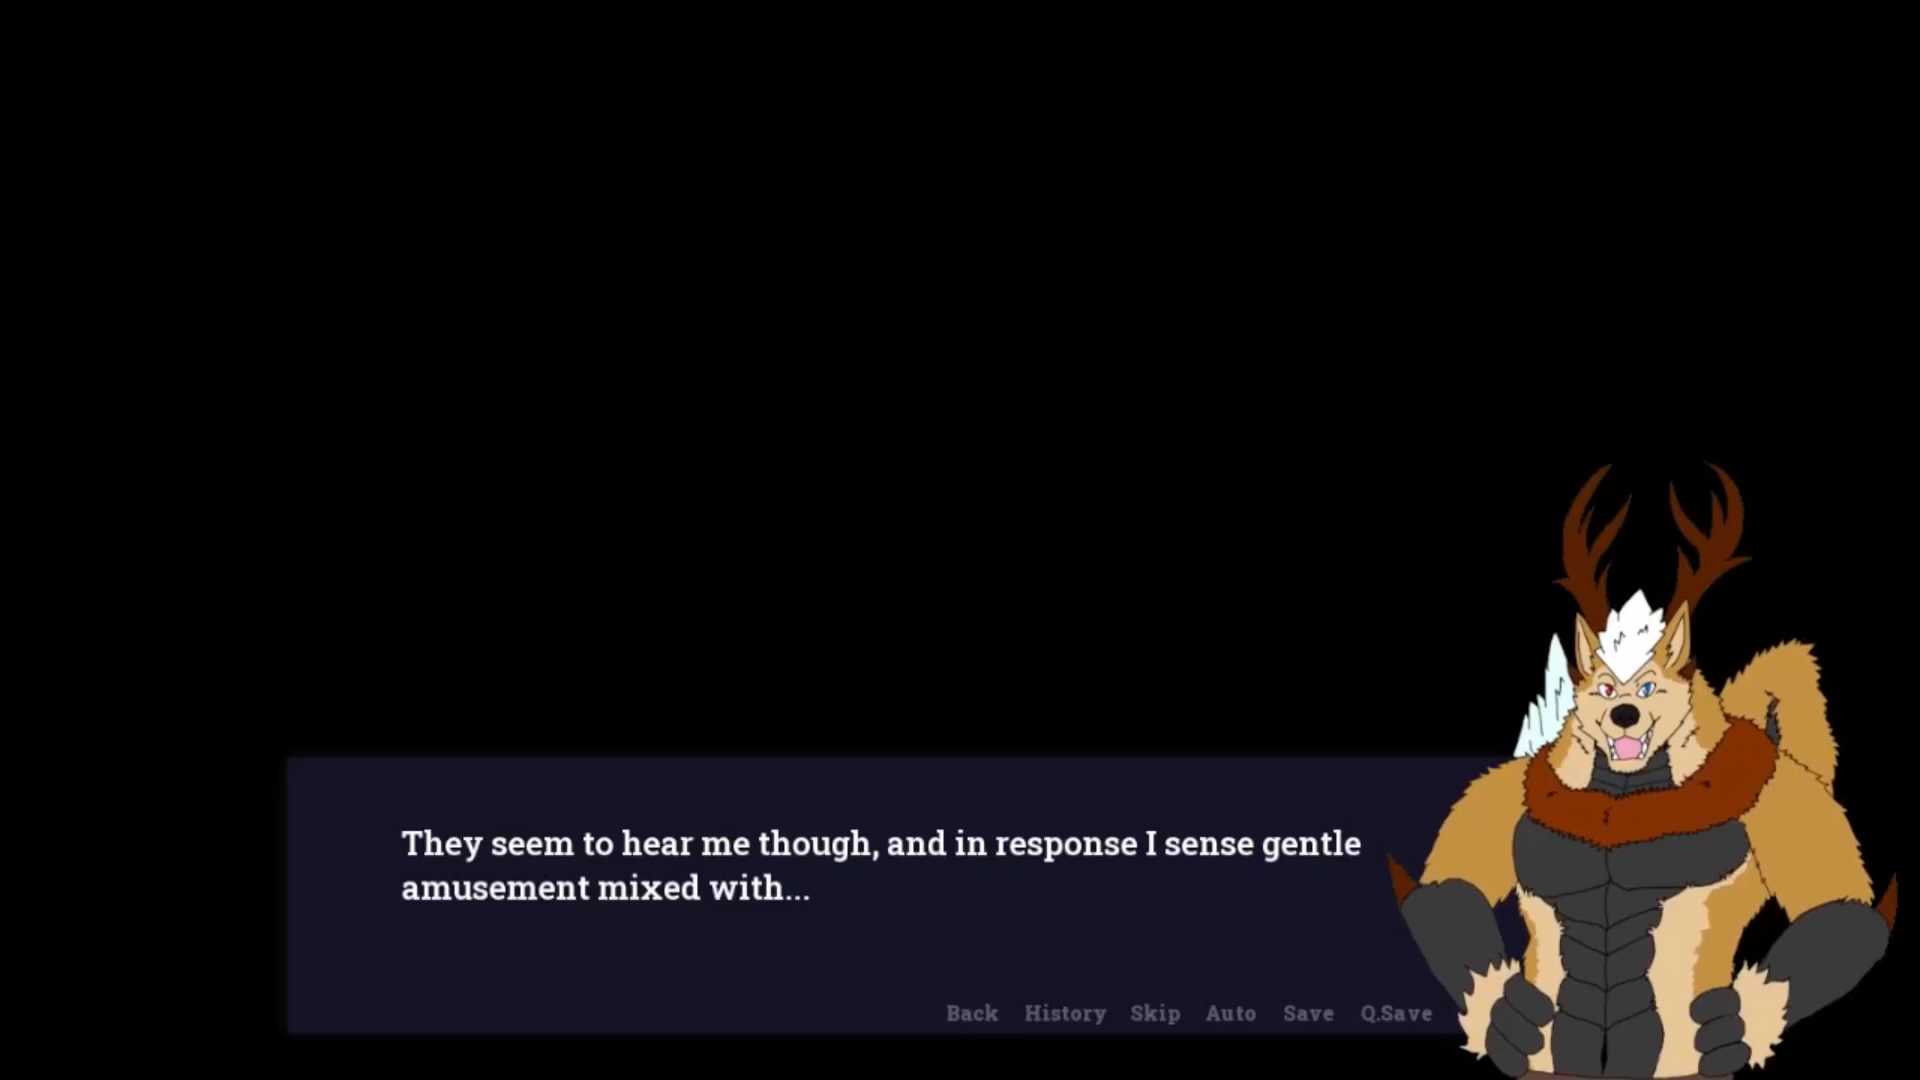 They seem to hear me though, and in response I sense gentle
amusement mixed with...
Back History Skip Auto Save Q.Save